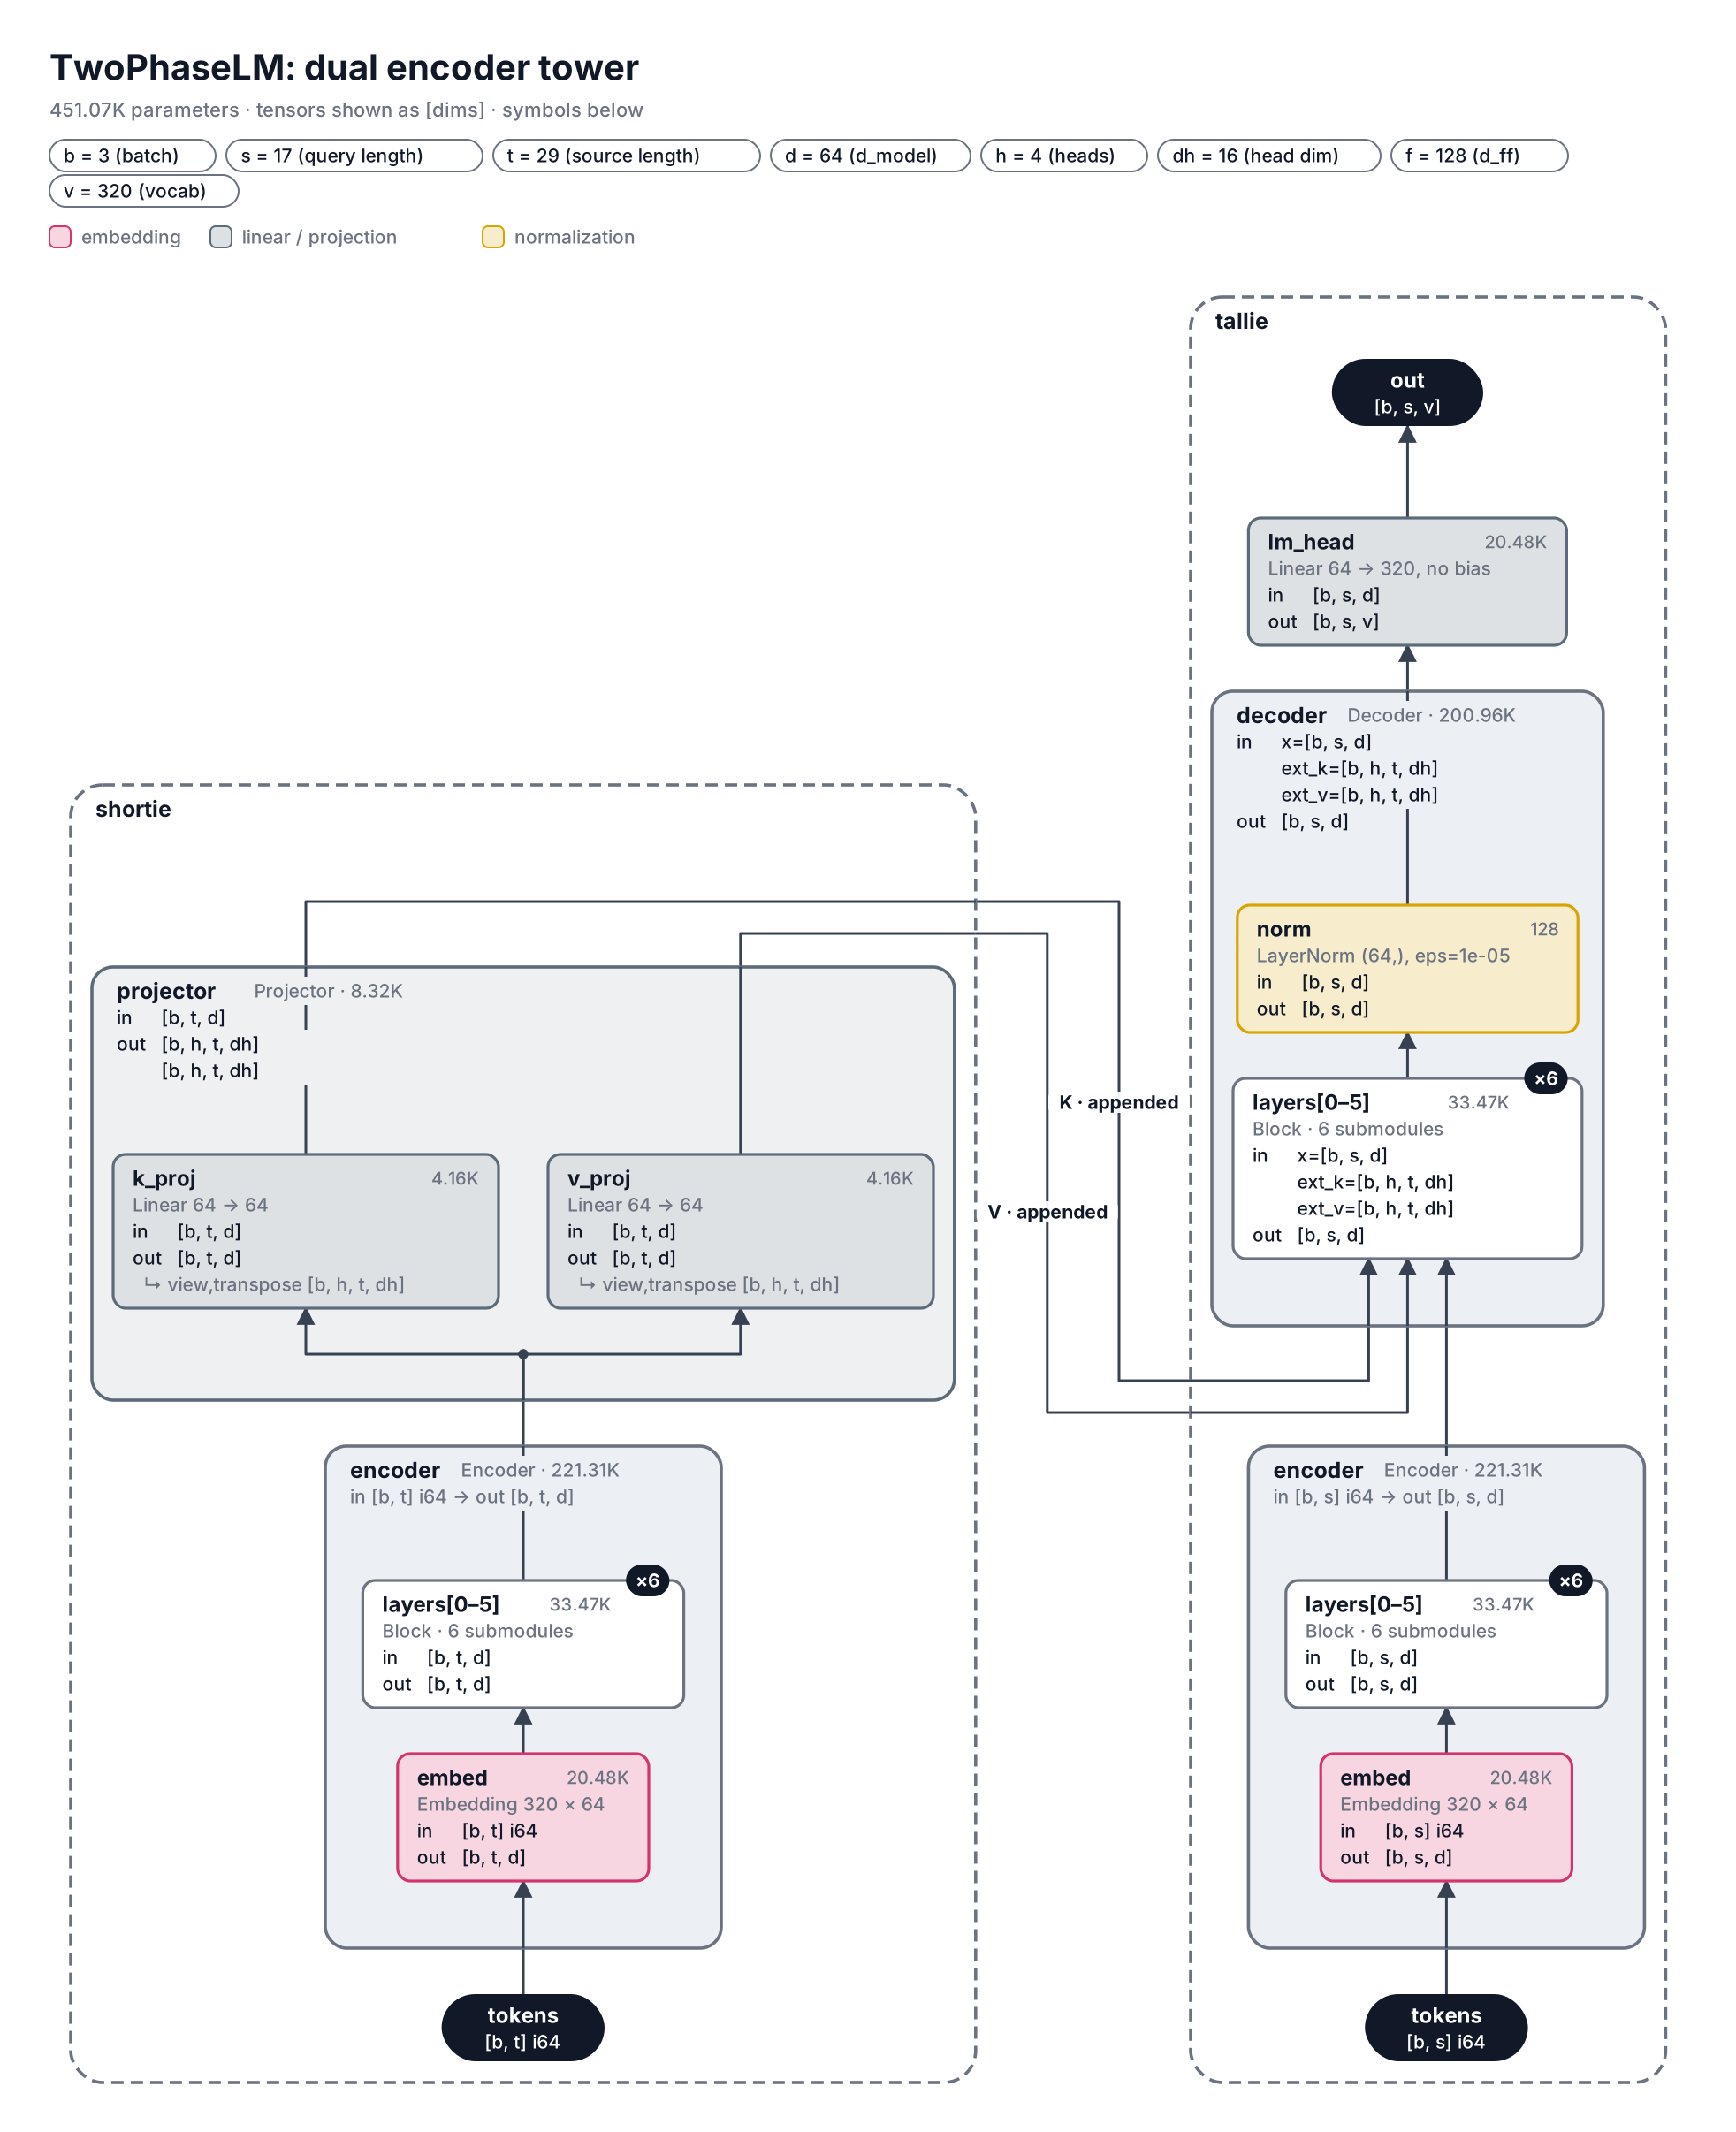 TwoPhaseLM: dual encoder tower
451.07K parameters · tensors shown as [dims] · symbols below
b = 3 (batch)
s = 17 (query length)
t = 29 (source length)
d = 64 (d_model)
h = 4 (heads)
dh = 16 (head dim)
f = 128 (d_ff)
v = 320 (vocab)
embedding
linear / projection
normalization
tallie
out
[b, s, v]
lm_head 20.48K
Linear 64 → 320, no bias
in [b, s, d]
out [b, s, v]
decoder Decoder · 200.96K
in x=[b, s, d]
ext_k=[b, h, t, dh]
ext_v=[b, h, t, dh]
out [b, s, d]
norm 128
LayerNorm (64,), eps=1e-05
in [b, s, d]
out [b, s, d]
×6
layers[0–5] 33.47K
Block · 6 submodules
in x=[b, s, d]
ext_k=[b, h, t, dh]
ext_v=[b, h, t, dh]
out [b, s, d]
K · appended
V · appended
shortie
projector Projector · 8.32K
in [b, t, d]
out [b, h, t, dh]
[b, h, t, dh]
k_proj 4.16K
Linear 64 → 64
in [b, t, d]
out [b, t, d]
↳ view,transpose [b, h, t, dh]
v_proj 4.16K
Linear 64 → 64
in [b, t, d]
out [b, t, d]
↳ view,transpose [b, h, t, dh]
encoder Encoder · 221.31K
in [b, t] i64 → out [b, t, d]
×6
layers[0–5] 33.47K
Block · 6 submodules
in [b, t, d]
out [b, t, d]
embed 20.48K
Embedding 320 × 64
in [b, t] i64
out [b, t, d]
tokens
[b, t] i64
encoder Encoder · 221.31K
in [b, s] i64 → out [b, s, d]
×6
layers[0–5] 33.47K
Block · 6 submodules
in [b, s, d]
out [b, s, d]
embed 20.48K
Embedding 320 × 64
in [b, s] i64
out [b, s, d]
tokens
[b, s] i64